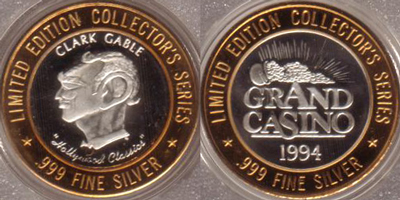 LIMITED EDITION COLLECTOR'S SERIES
CLARK GABLE
"Hollywood Classics"
★ .999 FINE SILVER ★
LIMITED EDITION COLLECTOR'S SERIES
GRAND
CASINO
1994
★ .999 FINE SILVER ★